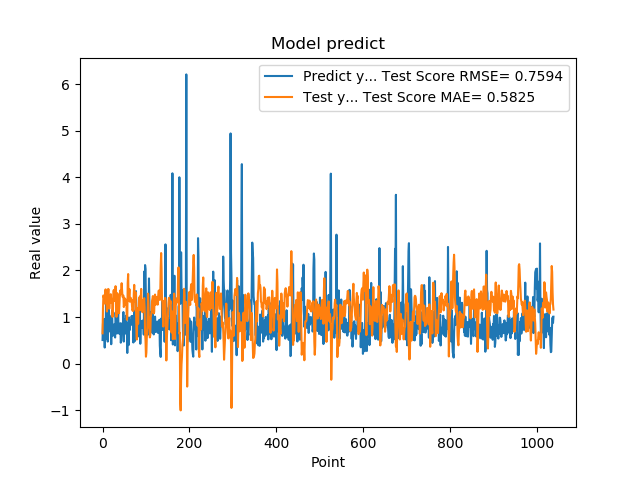 Model predict
Predict y... Test Score RMSE= 0.7594
Test y... Test Score MAE= 0.5825
6
5
4
3
2
1
0
−1
Real value
0 200 400 600 800 1000
Point